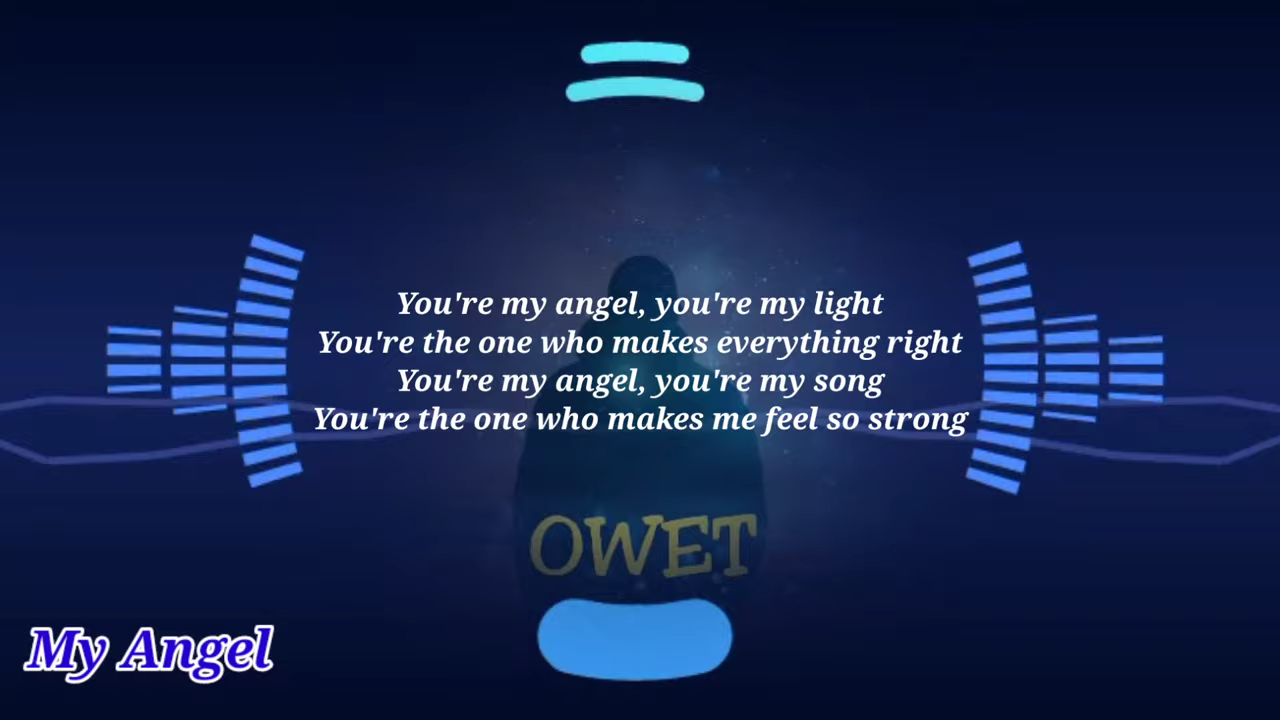 You're my angel, you're my light
You're the one who makes everything right
You're my angel, you're my song
You're the one who makes me feel so strong
OWET
My Angel